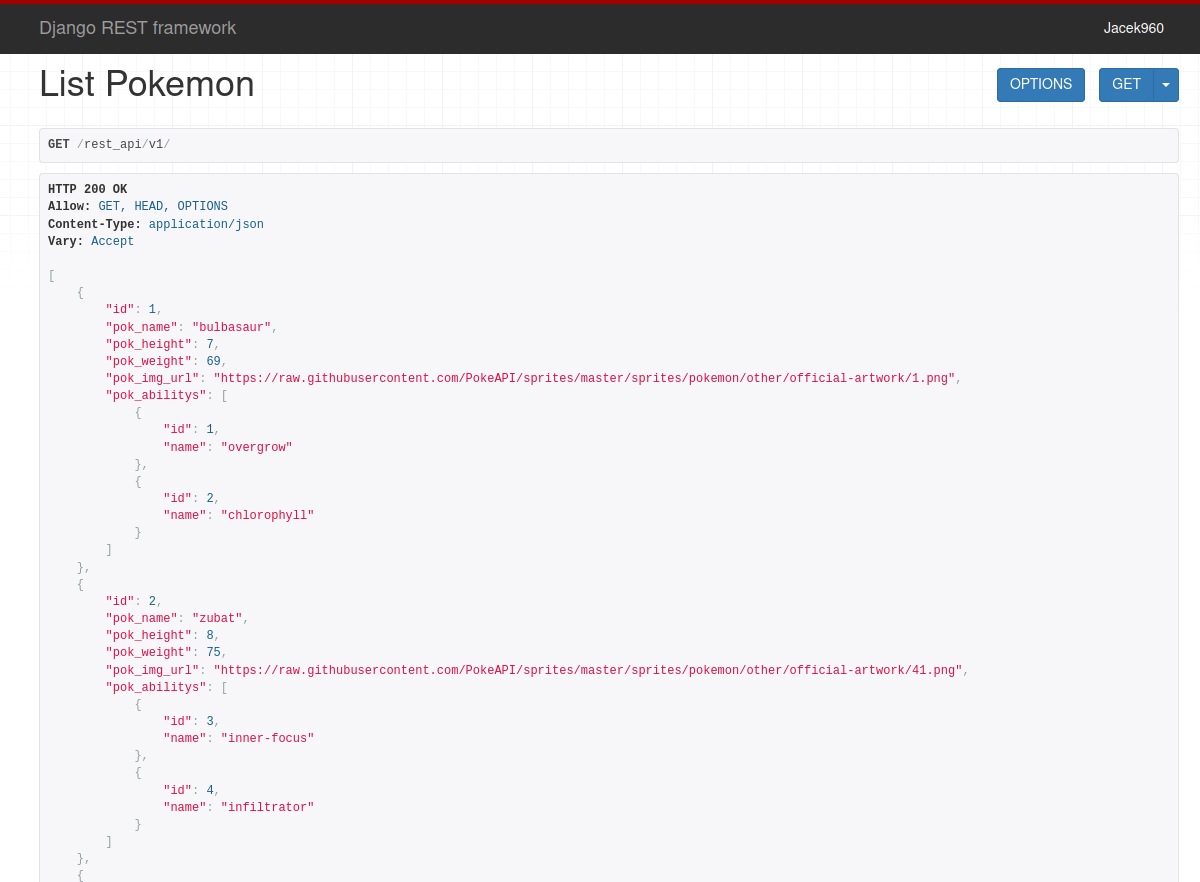 Django REST framework
Jacek960
List Pokemon
OPTIONS
GET
GET /rest_api/v1/
HTTP 200 OK
Allow: GET, HEAD, OPTIONS
Content-Type: application/json
Vary: Accept
[
    {
        "id": 1,
        "pok_name": "bulbasaur",
        "pok_height": 7,
        "pok_weight": 69,
        "pok_img_url": "https://raw.githubusercontent.com/PokeAPI/sprites/master/sprites/pokemon/other/official-artwork/1.png",
        "pok_abilitys": [
            {
                "id": 1,
                "name": "overgrow"
            },
            {
                "id": 2,
                "name": "chlorophyll"
            }
        ]
    },
    {
        "id": 2,
        "pok_name": "zubat",
        "pok_height": 8,
        "pok_weight": 75,
        "pok_img_url": "https://raw.githubusercontent.com/PokeAPI/sprites/master/sprites/pokemon/other/official-artwork/41.png",
        "pok_abilitys": [
            {
                "id": 3,
                "name": "inner-focus"
            },
            {
                "id": 4,
                "name": "infiltrator"
            }
        ]
    },
    {